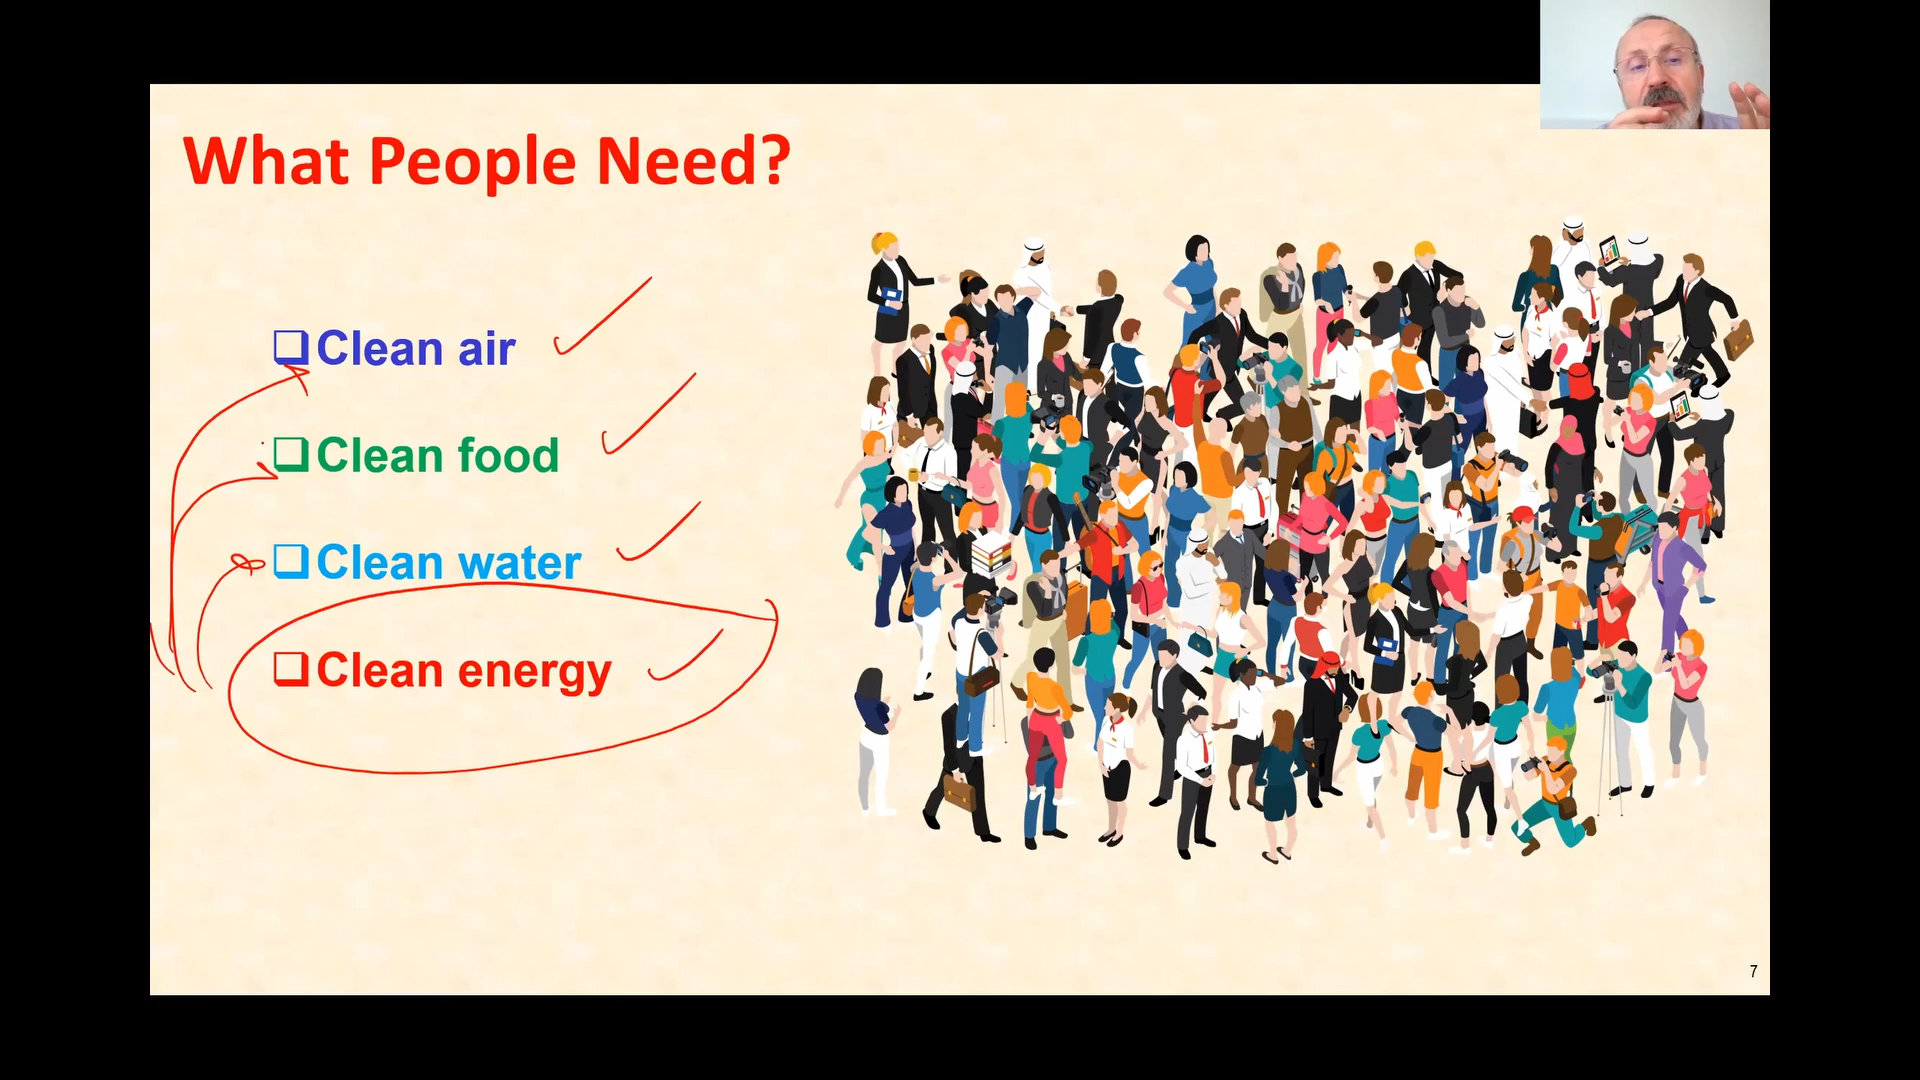 What People Need?
Clean air
Clean food
Clean water
Clean energy
7